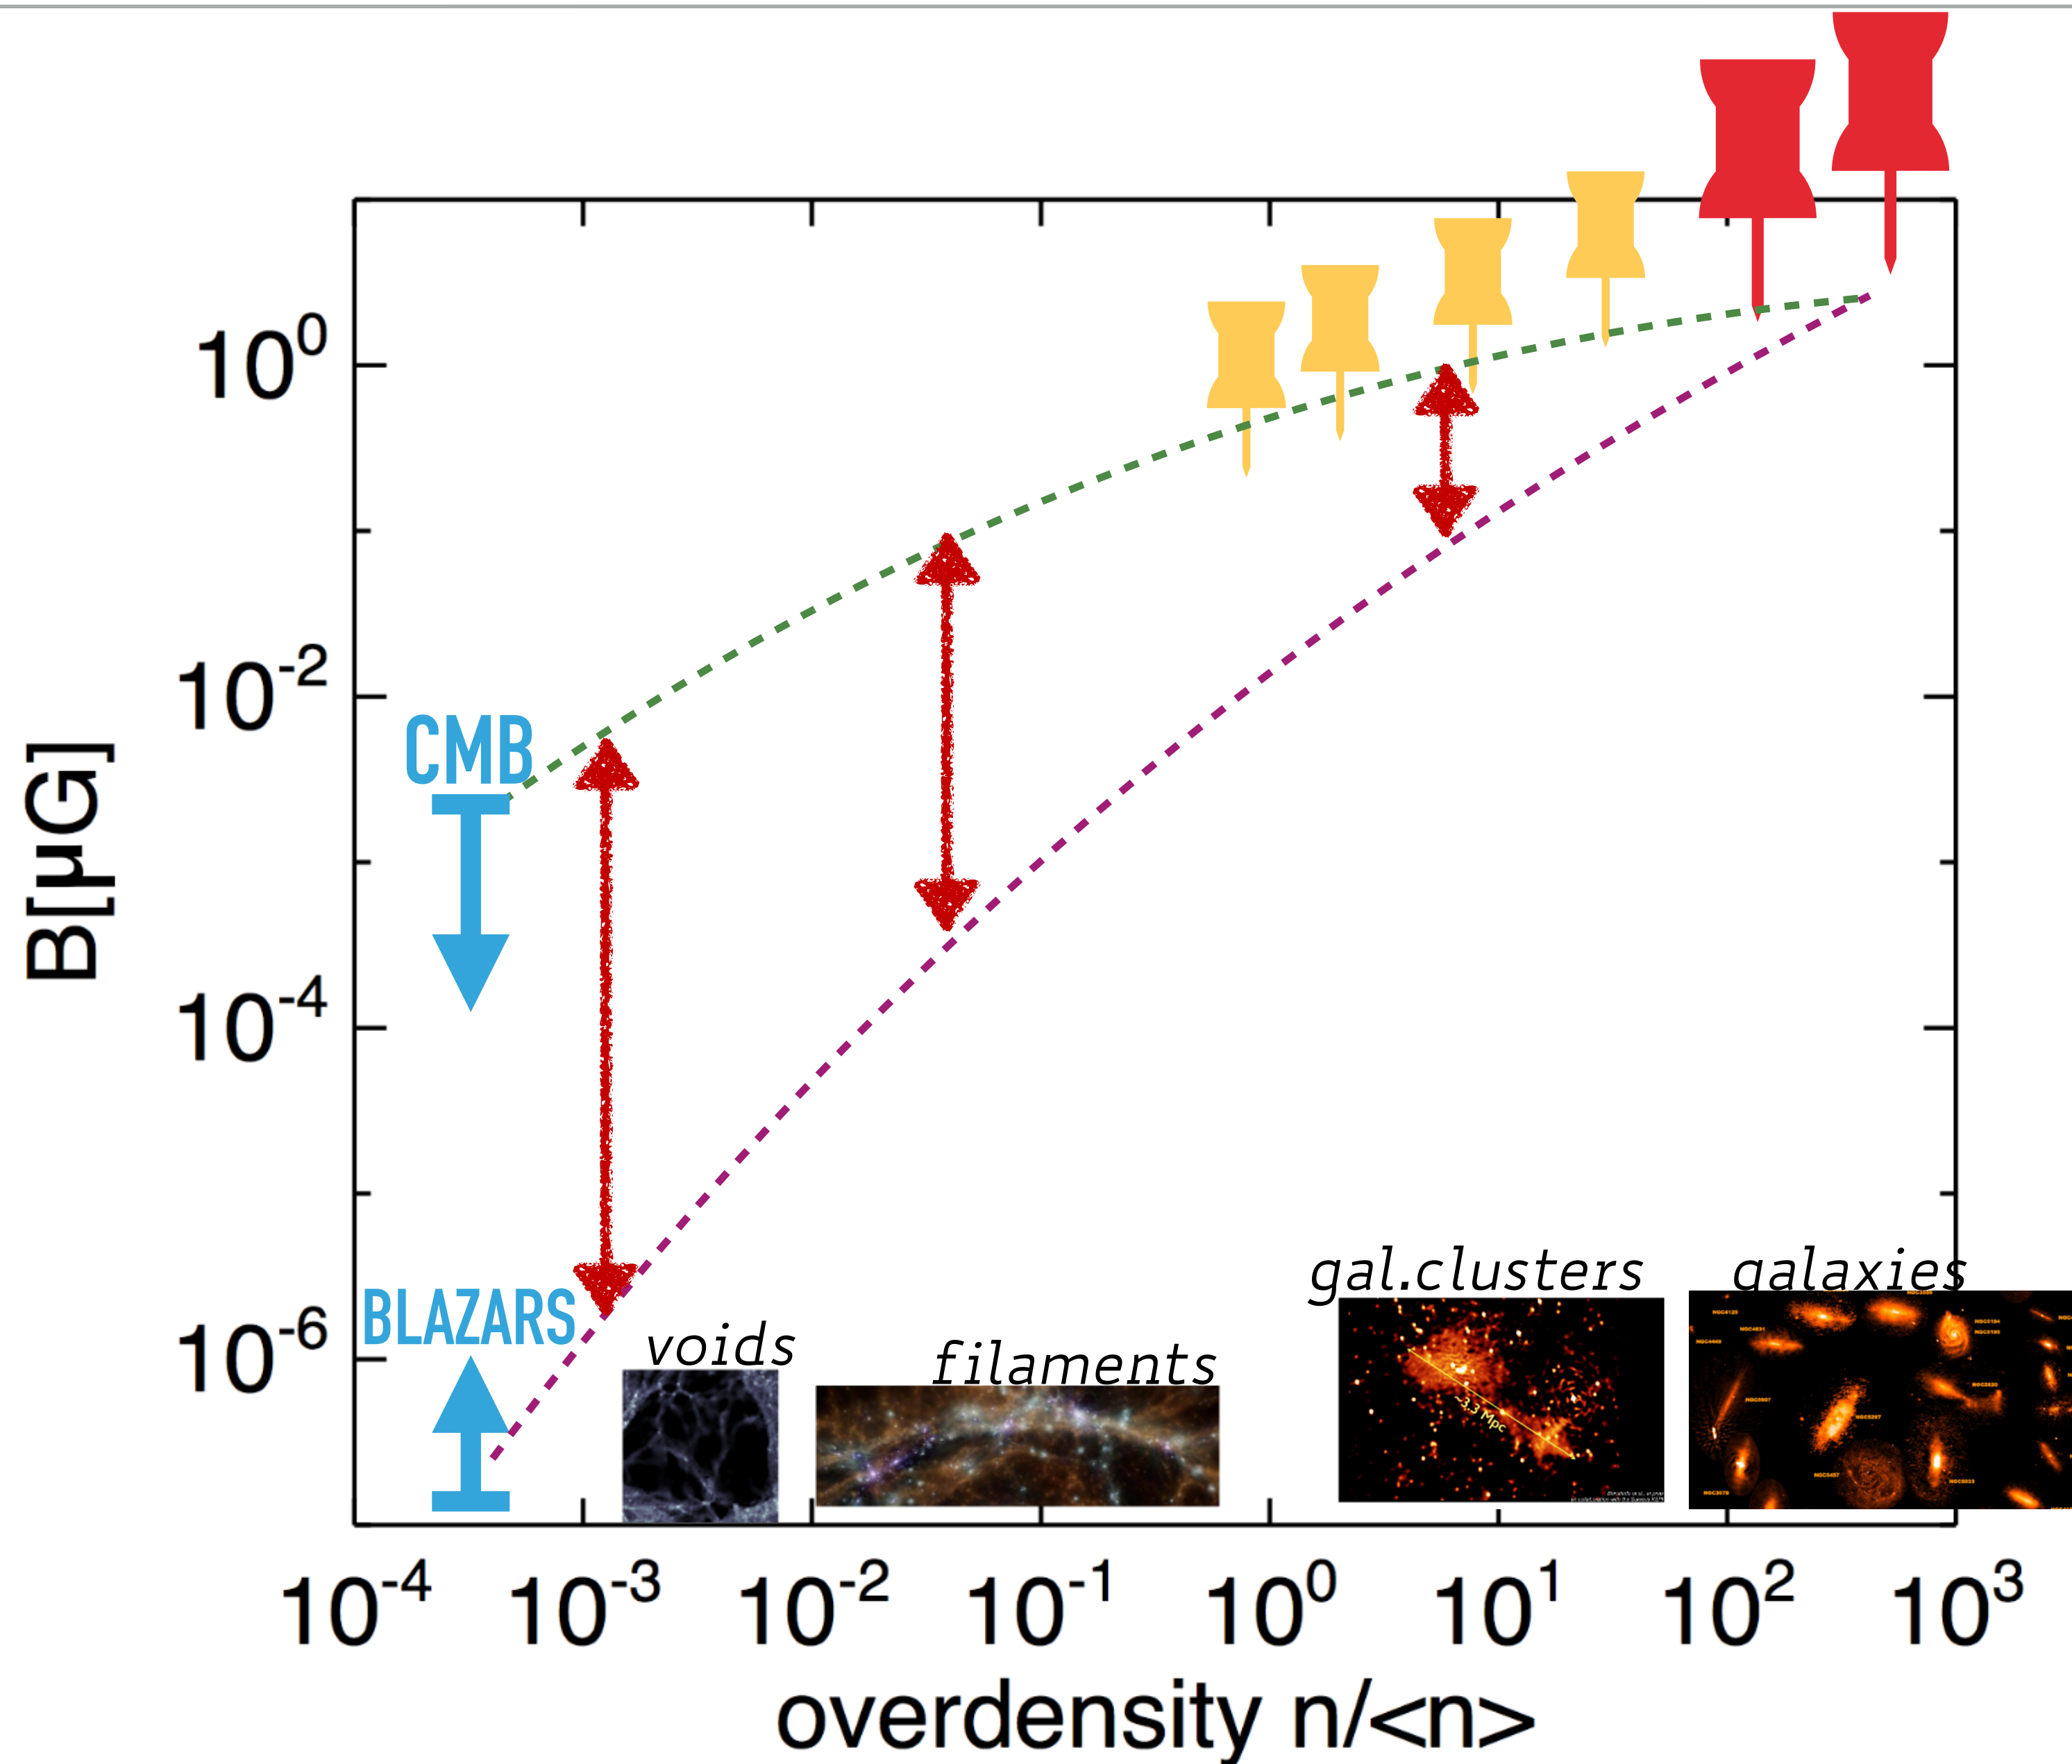 10^0
10^-2
10^-4
10^-6
B[µG]
CMB
BLAZARS
voids
filaments
gal.clusters
galaxies
~3.3 Mpc
10^-4 10^-3 10^-2 10^-1 10^0 10^1 10^2 10^3
overdensity n/<n>